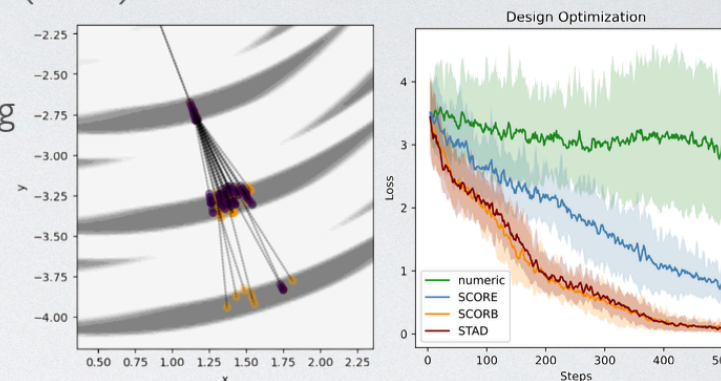 Design Optimization
−2.25
−2.50
−2.75
−3.00
−3.25
−3.50
−3.75
−4.00
y
0.50 0.75 1.00 1.25 1.50 1.75 2.00 2.25
x
Loss
4
3
2
1
0
numeric
SCORE
SCORB
STAD
0 100 200 300 400
Steps